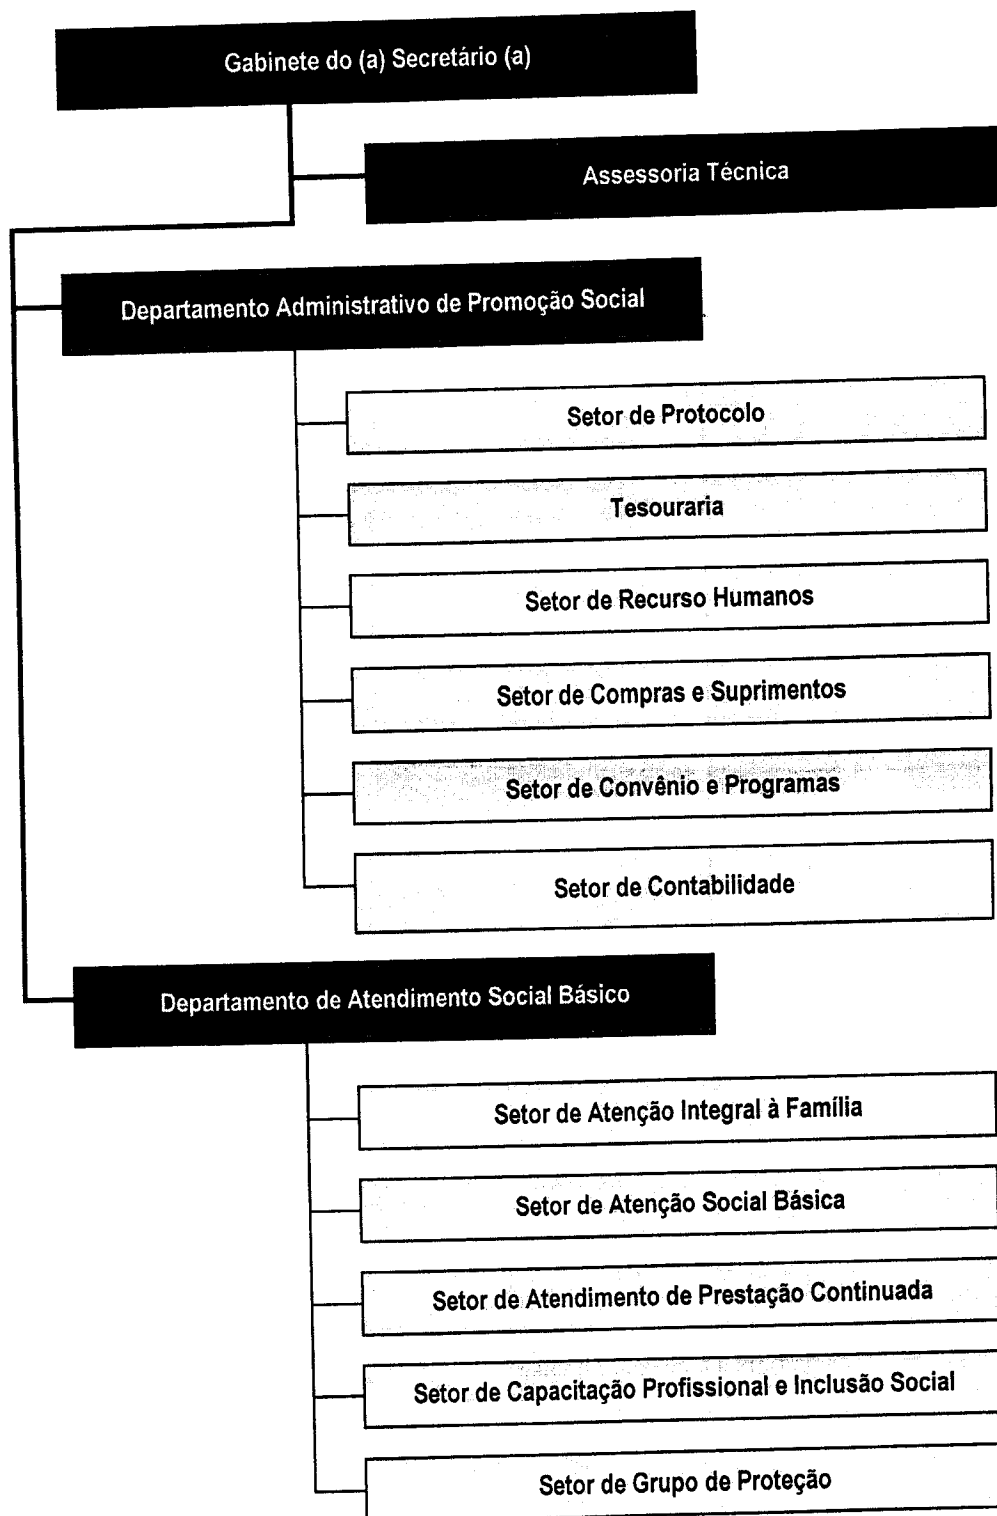 Gabinete do (a) Secretário (a)
Assessoria Técnica
Departamento Administrativo de Promoção Social
Setor de Protocolo
Tesouraria
Setor de Recurso Humanos
Setor de Compras e Suprimentos
Setor de Convênio e Programas
Setor de Contabilidade
Departamento de Atendimento Social Básico
Setor de Atenção Integral à Família
Setor de Atenção Social Básica
Setor de Atendimento de Prestação Continuada
Setor de Capacitação Profissional e Inclusão Social
Setor de Grupo de Proteção